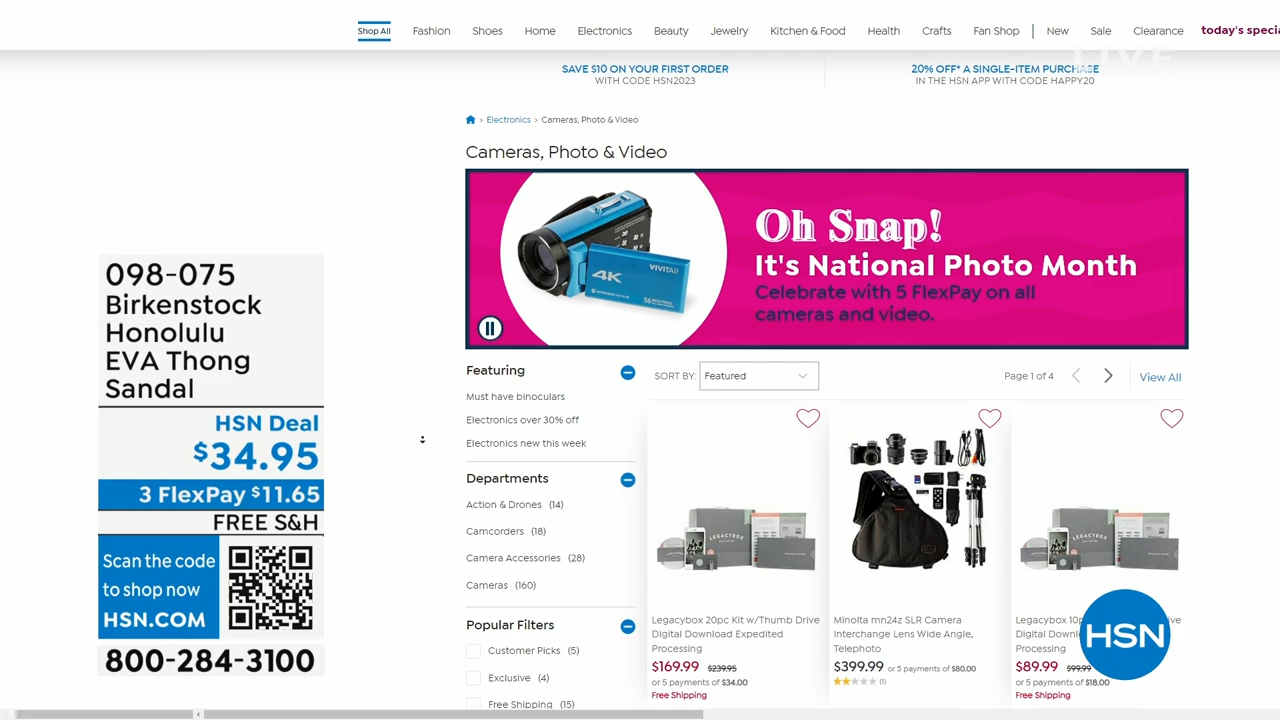 Shop All Fashion Shoes Home Electronics Beauty Jewelry Kitchen & Food Health Crafts Fan Shop New Sale Clearance today's specia
LIVE
SAVE $10 ON YOUR FIRST ORDER
WITH CODE HSN2023
20% OFF* A SINGLE-ITEM PURCHASE
IN THE HSN APP WITH CODE HAPPY20
> Electronics > Cameras, Photo & Video
Cameras, Photo & Video
4K
VIVITAR
56 MEGA PIXELS
Oh Snap!
It's National Photo Month
Celebrate with 5 FlexPay on all
cameras and video.
098-075
Birkenstock
Honolulu
EVA Thong
Sandal
HSN Deal
$34.95
3 FlexPay $11.65
FREE S&H
Scan the code
to shop now
HSN.COM
800-284-3100
Featuring
Must have binoculars
Electronics over 30% off
Electronics new this week
Departments
Action & Drones (14)
Camcorders (18)
Camera Accessories (28)
Cameras (160)
Popular Filters
Customer Picks (5)
Exclusive (4)
Free Shipping (15)
SORT BY: Featured
Page 1 of 4
View All
LEGACYBOX
Legacybox 20pc Kit w/Thumb Drive
Digital Download Expedited
Processing
$169.99 $239.95
or 5 payments of $34.00
Free Shipping
Minolta mn24z SLR Camera
Interchange Lens Wide Angle,
Telephoto
$399.99 or 5 payments of $80.00
(1)
LEGACYBOX
Legacybox 10p
Digital Downl
Processing
$89.99 $99.99
or 5 payments of $18.00
Free Shipping
HSN